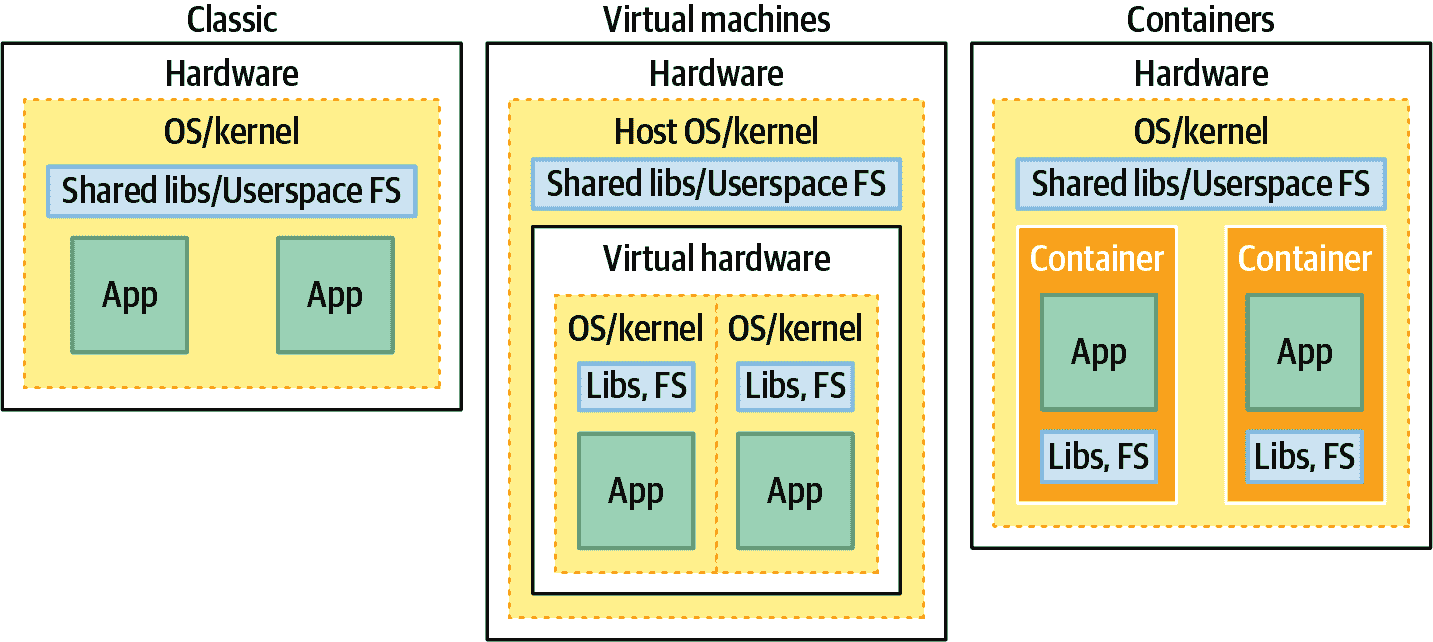 Classic
Hardware
OS/kernel
Shared libs/Userspace FS
App
App
Virtual machines
Hardware
Host OS/kernel
Shared libs/Userspace FS
Virtual hardware
OS/kernel
OS/kernel
Libs, FS
Libs, FS
App
App
Containers
Hardware
OS/kernel
Shared libs/Userspace FS
Container
Container
App
App
Libs, FS
Libs, FS